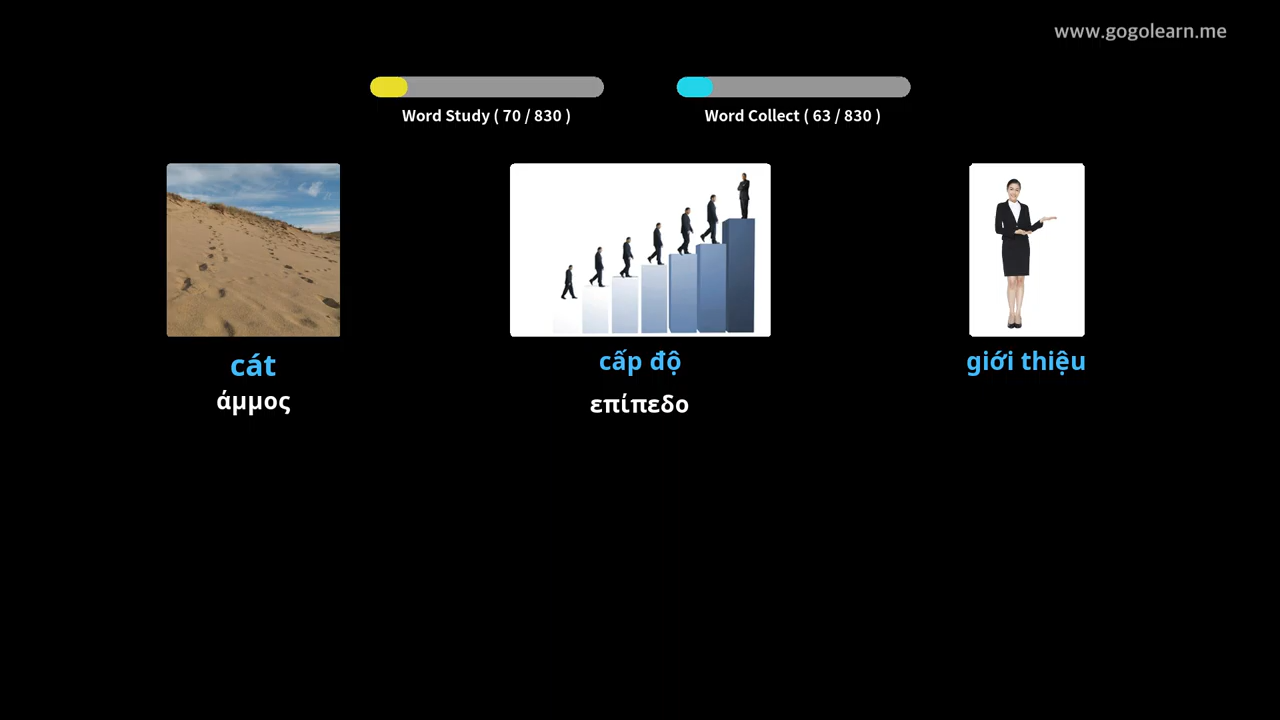 www.gogolearn.me
Word Study ( 70 / 830 )
Word Collect ( 63 / 830 )
cát
cấp độ
giới thiệu
άμμος
επίπεδο